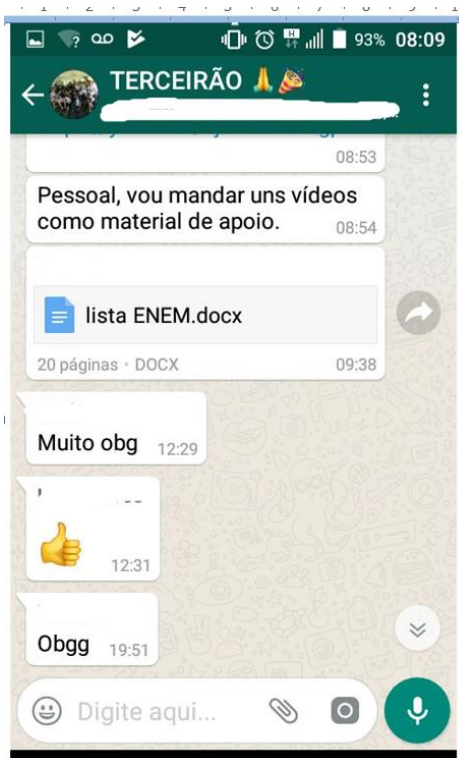 93% 08:09
TERCEIRÃO 🙏🎉
08:53
Pessoal, vou mandar uns vídeos
como material de apoio. 08:54
lista ENEM.docx
20 páginas · DOCX 09:38
Muito obg 12:29
👍
12:31
Obgg 19:51
Digite aqui...